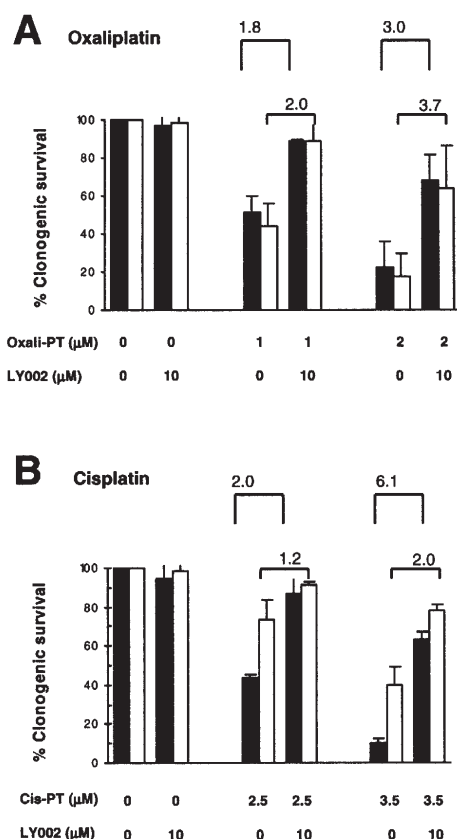 A Oxaliplatin
1.8 3.0
2.0 3.7
% Clonogenic survival
100
80
60
40
20
0
Oxali-PT (μM) 0 0 1 1 2 2
LY002 (μM) 0 10 0 10 0 10
B Cisplatin
2.0 6.1
1.2 2.0
% Clonogenic survival
100
80
60
40
20
0
Cis-PT (μM) 0 0 2.5 2.5 3.5 3.5
LY002 (μM) 0 10 0 10 0 10